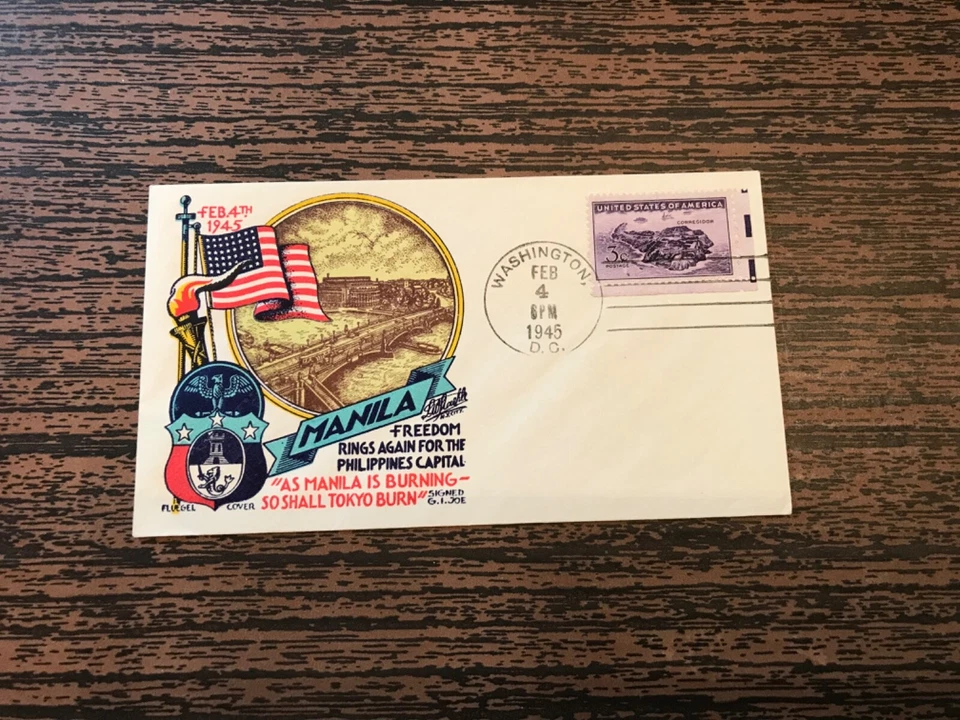 FEB. 4TH
1945
MANILA
FREEDOM
RINGS AGAIN FOR THE
PHILIPPINES CAPITAL
"AS MANILA IS BURNING-
SO SHALL TOKYO BURN" SIGNED
G.I. JOE
FLUEGEL COVER
WASHINGTON,
FEB
4
6PM
1945
D. C.
UNITED STATES OF AMERICA
CORREGIDOR
3¢
POSTAGE